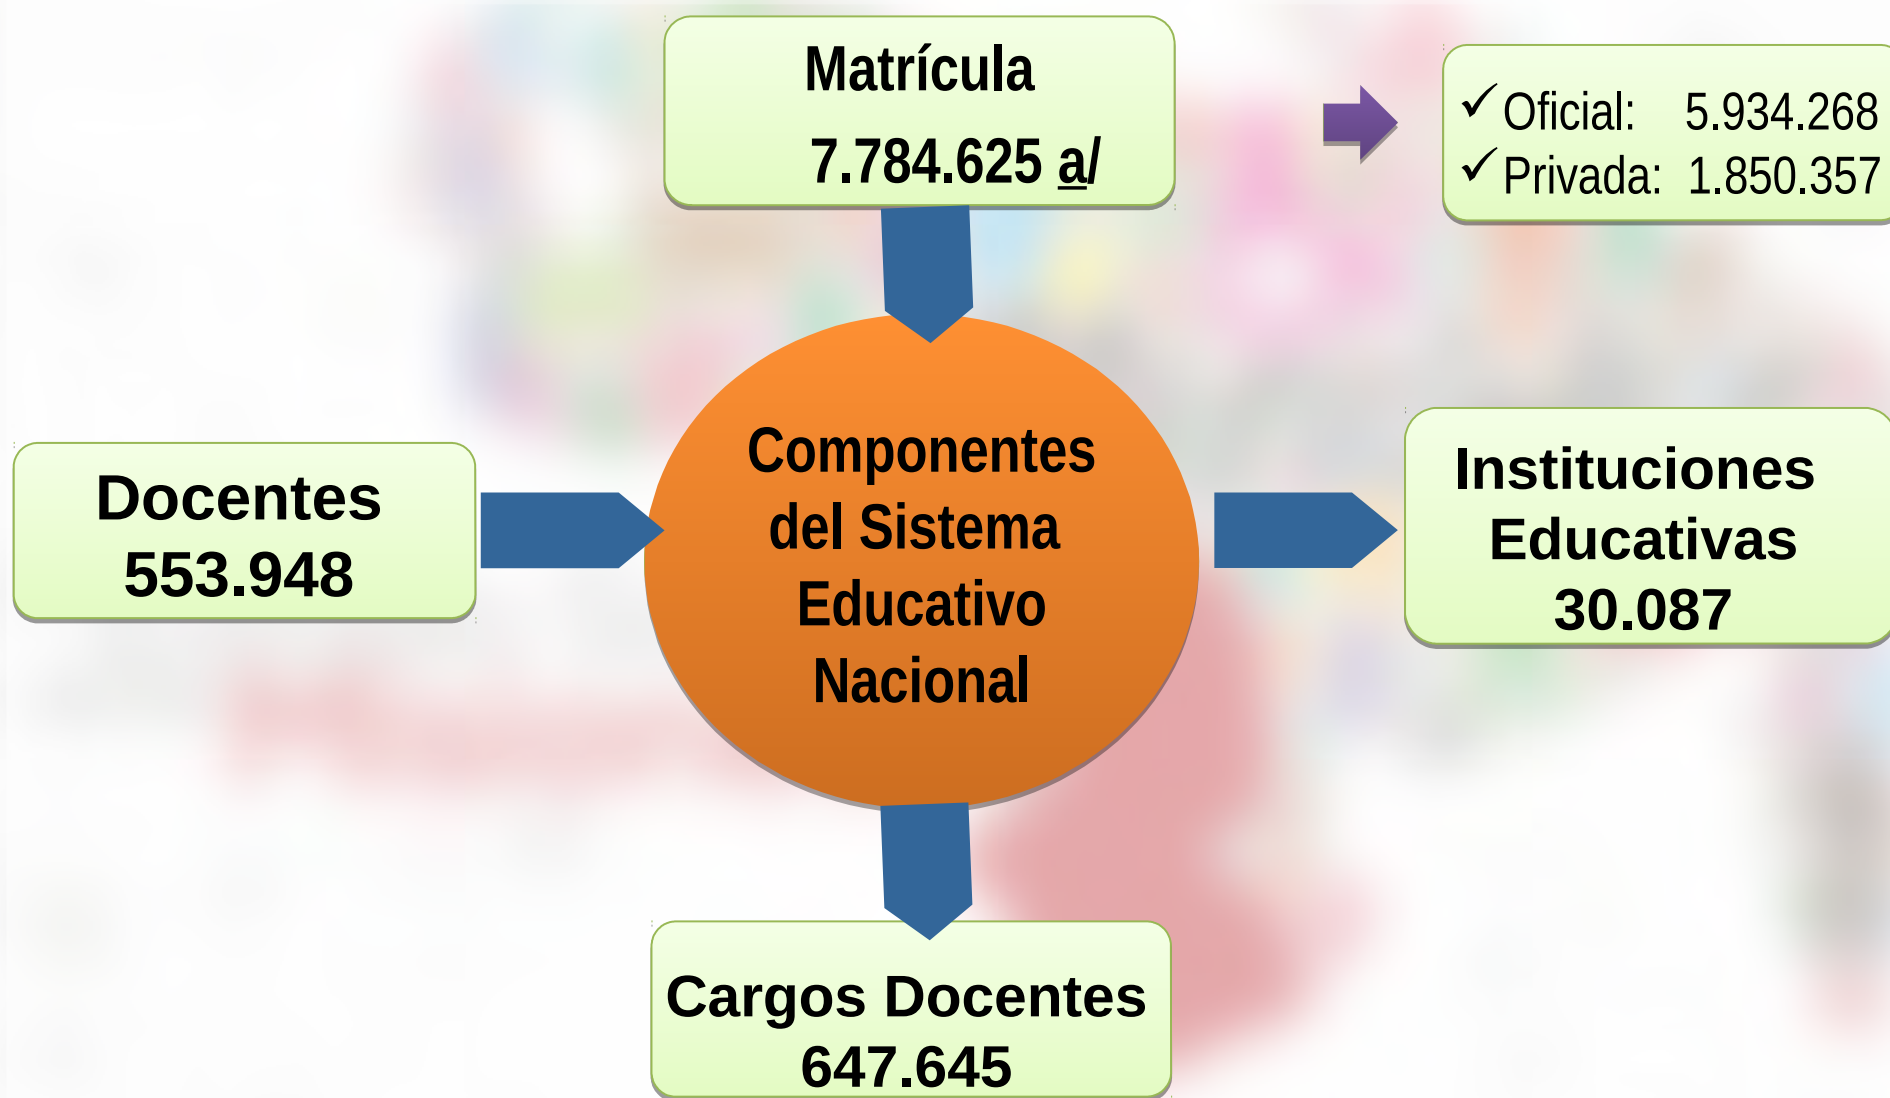 Matrícula
7.784.625 a/
✓Oficial: 5.934.268
✓Privada: 1.850.357
Docentes
553.948
Componentes
del Sistema
Educativo
Nacional
Instituciones
Educativas
30.087
Cargos Docentes
647.645